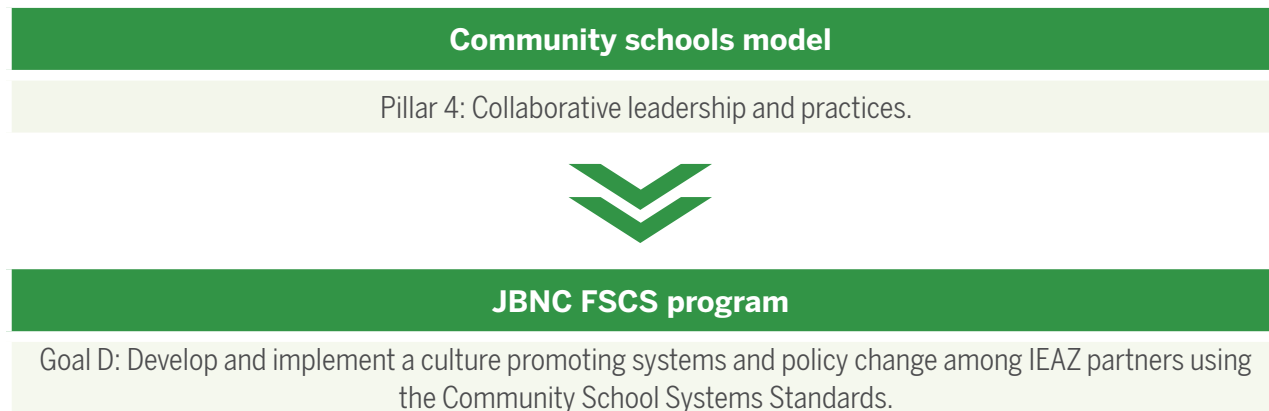 Community schools model
Pillar 4: Collaborative leadership and practices.
JBNC FSCS program
Goal D: Develop and implement a culture promoting systems and policy change among IEAZ partners using
the Community School Systems Standards.